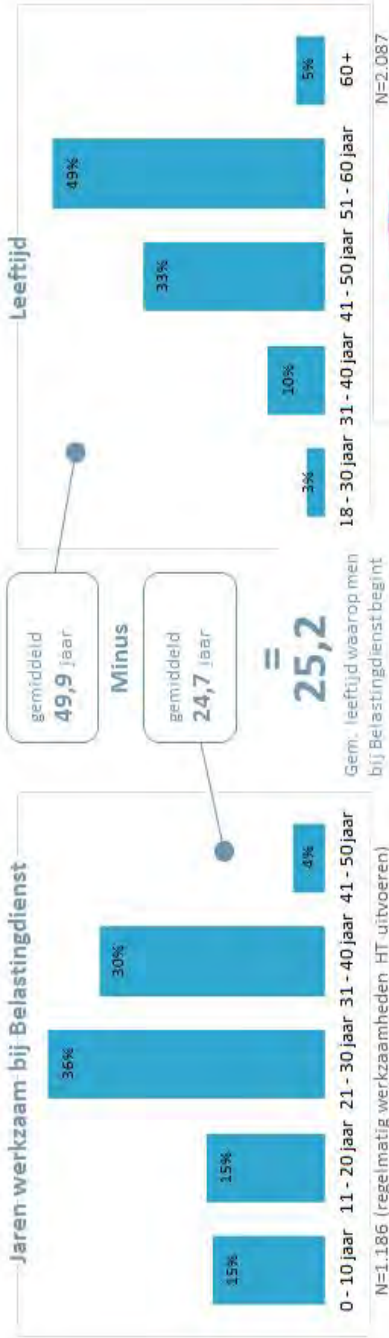 Jaren werkzaam bij Belastingdienst
15%
15%
36%
30%
4%
0 - 10 jaar 11 - 20 jaar 21 - 30 jaar 31 - 40 jaar 41 - 50 jaar
N=1.186 (regelmatig werkzaamheden HT uitvoeren)
gemiddeld
49,9 jaar
Minus
gemiddeld
24,7 jaar
=
25,2
Gem. leeftijd waarop men
bij Belastingdienst begint
Leeftijd
3%
10%
33%
49%
5%
18 - 30 jaar 31 - 40 jaar 41 - 50 jaar 51 - 60 jaar 60+
N=2.087